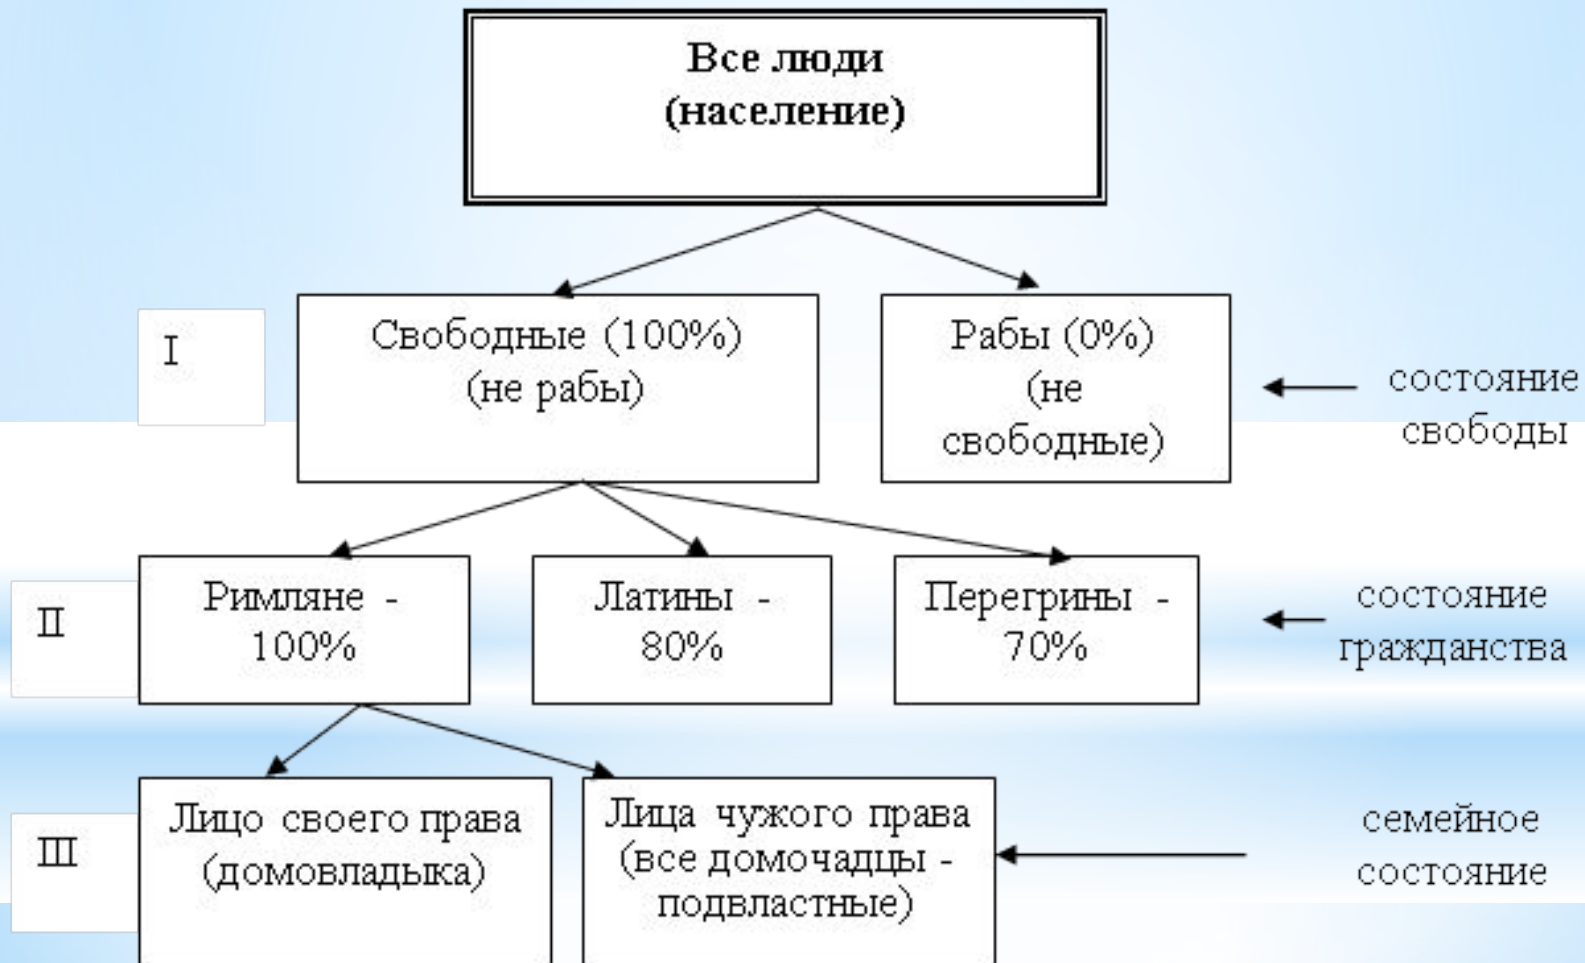 Все люди
(население)
I
Свободные (100%)
(не рабы)
Рабы (0%)
(не
свободные)
состояние
свободы
II
Римляне -
100%
Латины -
80%
Перегрины -
70%
состояние
гражданства
III
Лицо своего права
(домовладыка)
Лица чужого права
(все домочадцы -
подвластные)
семейное
состояние